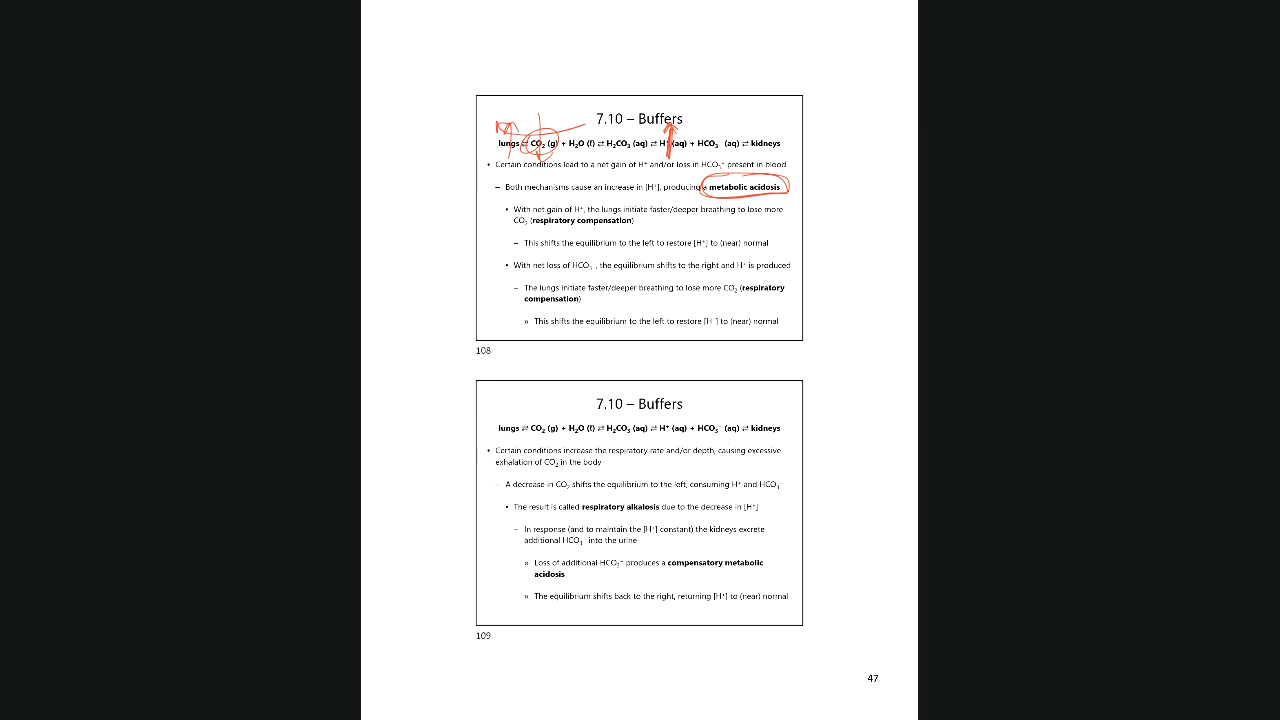 7.10 – Buffers
lungs ⇄ CO₂ (g) + H₂O (ℓ) ⇄ H₂CO₃ (aq) ⇄ H⁺ (aq) + HCO₃⁻ (aq) ⇄ kidneys
• Certain conditions lead to a net gain of H⁺ and/or loss in HCO₃⁻ present in blood
– Both mechanisms cause an increase in [H⁺], producing a metabolic acidosis
• With net gain of H⁺, the lungs initiate faster/deeper breathing to lose more
CO₂ (respiratory compensation)
– This shifts the equilibrium to the left to restore [H⁺] to (near) normal
• With net loss of HCO₃⁻, the equilibrium shifts to the right and H⁺ is produced
– The lungs initiate faster/deeper breathing to lose more CO₂ (respiratory
compensation)
» This shifts the equilibrium to the left to restore [H⁺] to (near) normal
108
7.10 – Buffers
lungs ⇄ CO₂ (g) + H₂O (ℓ) ⇄ H₂CO₃ (aq) ⇄ H⁺ (aq) + HCO₃⁻ (aq) ⇄ kidneys
• Certain conditions increase the respiratory rate and/or depth, causing excessive
exhalation of CO₂ in the body
– A decrease in CO₂ shifts the equilibrium to the left, consuming H⁺ and HCO₃⁻
• The result is called respiratory alkalosis due to the decrease in [H⁺]
– In response (and to maintain the [H⁺] constant) the kidneys excrete
additional HCO₃⁻ into the urine
» Loss of additional HCO₃⁻ produces a compensatory metabolic
acidosis
» The equilibrium shifts back to the right, returning [H⁺] to (near) normal
109
47